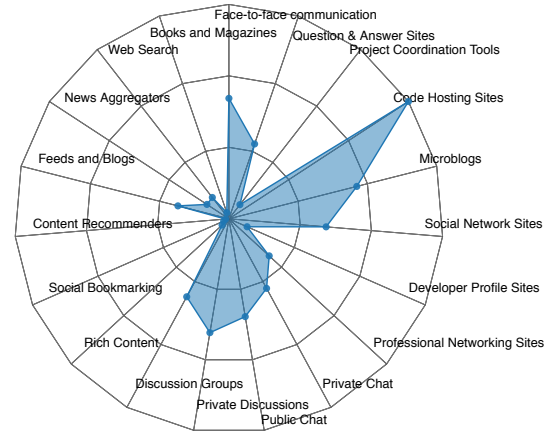 Face-to-face communication
Books and Magazines
Question & Answer Sites
Web Search
Project Coordination Tools
News Aggregators
Code Hosting Sites
Feeds and Blogs
Microblogs
Content Recommenders
Social Network Sites
Social Bookmarking
Developer Profile Sites
Rich Content
Professional Networking Sites
Discussion Groups
Private Chat
Private Discussions
Public Chat